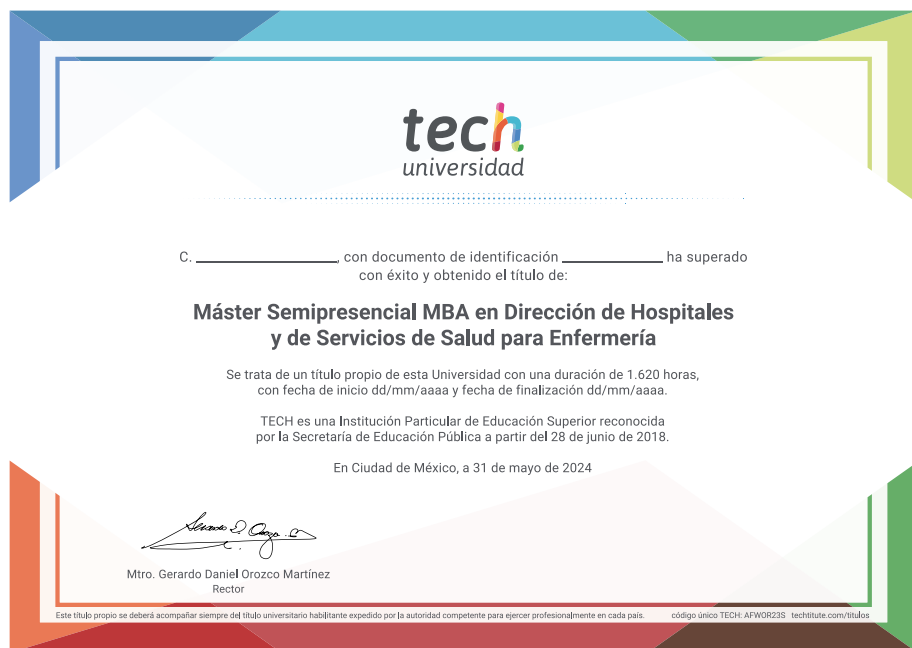 tech
universidad
C. ____________, con documento de identificación _________ ha superado
con éxito y obtenido el título de:
Máster Semipresencial MBA en Dirección de Hospitales
y de Servicios de Salud para Enfermería
Se trata de un título propio de esta Universidad con una duración de 1.620 horas,
con fecha de inicio dd/mm/aaaa y fecha de finalización dd/mm/aaaa.
TECH es una Institución Particular de Educación Superior reconocida
por la Secretaría de Educación Pública a partir del 28 de junio de 2018.
En Ciudad de México, a 31 de mayo de 2024
Mtro. Gerardo Daniel Orozco Martínez
Rector
Este título propio se deberá acompañar siempre del título universitario habilitante expedido por la autoridad competente para ejercer profesionalmente en cada país. código único TECH: AFWOR23S techtitute.com/titulos